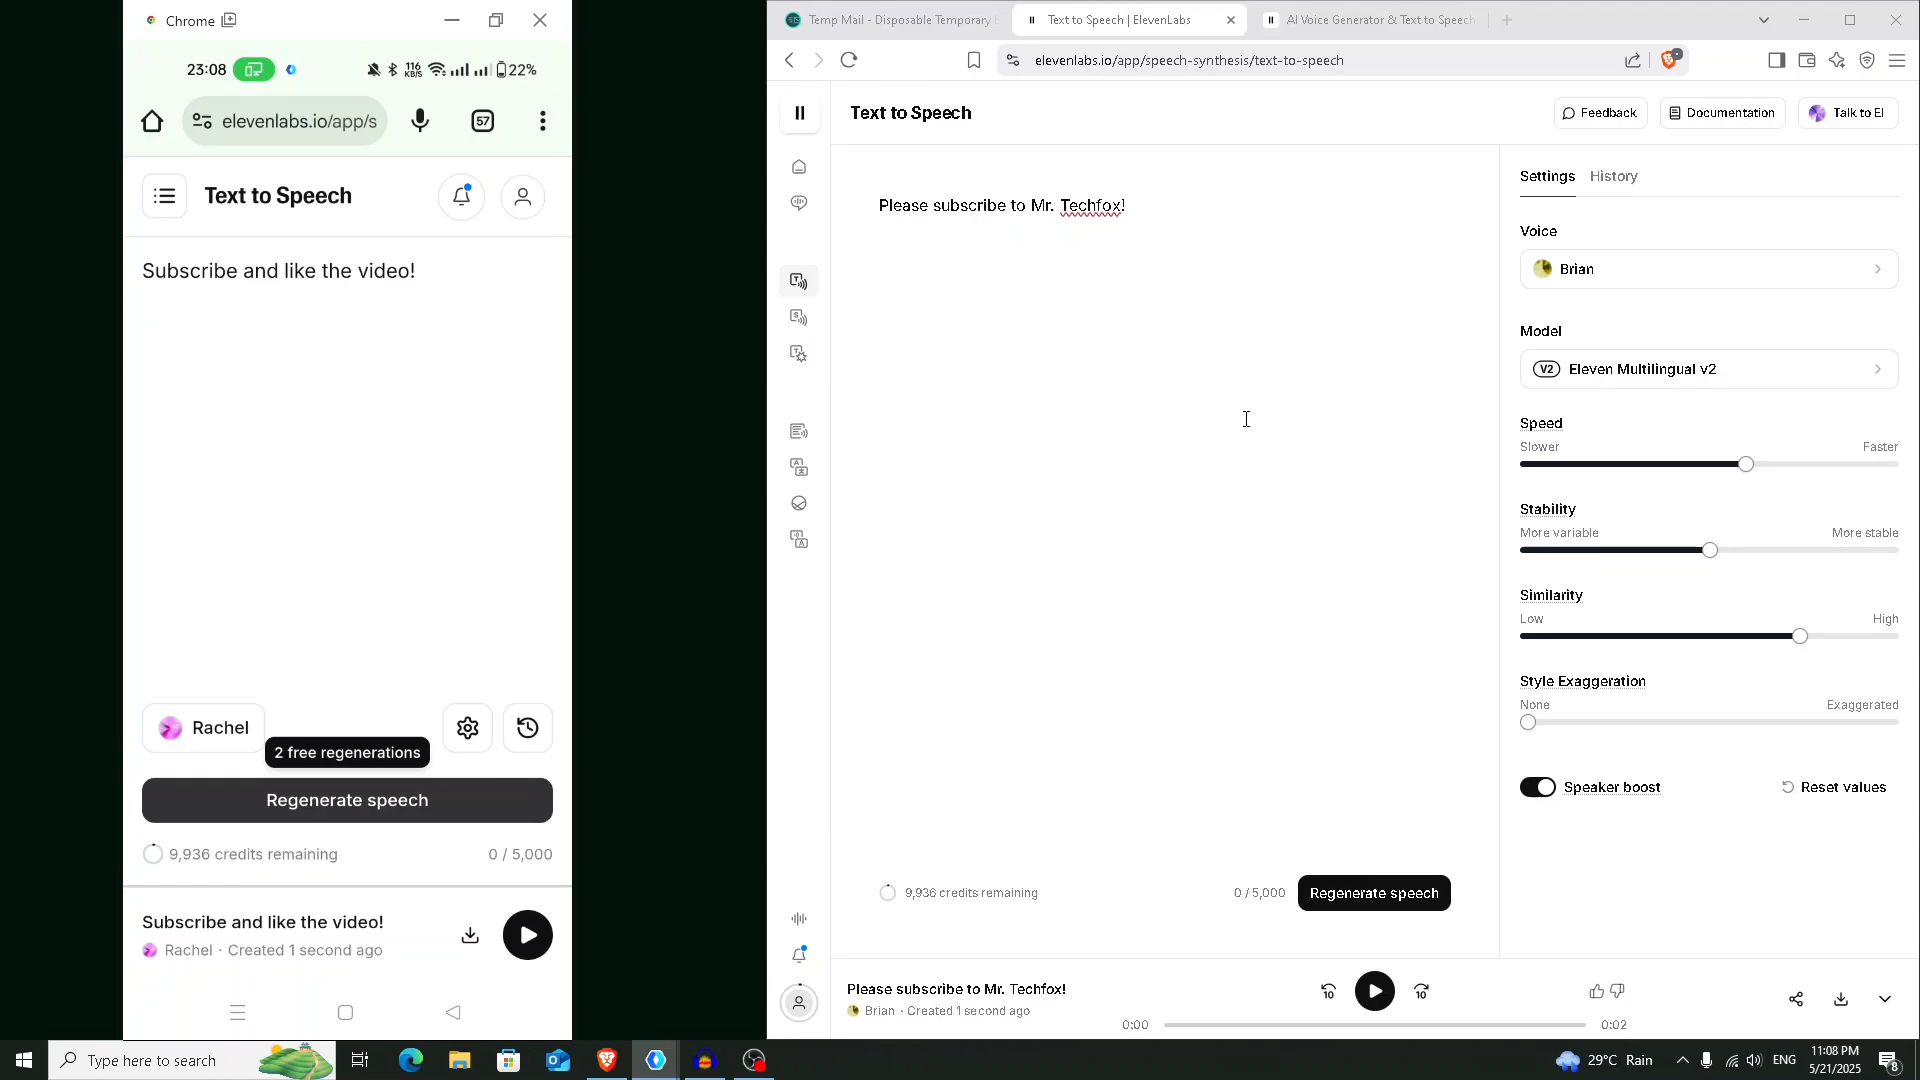 Chrome
23:08
116 KB/S
22%
elevenlabs.io/app/s
57
Text to Speech
Subscribe and like the video!
Rachel
2 free regenerations
Regenerate speech
9,936 credits remaining
0 / 5,000
Subscribe and like the video!
Rachel · Created 1 second ago
Temp Mail - Disposable Temporary
Text to Speech | ElevenLabs
AI Voice Generator & Text to Speech
elevenlabs.io/app/speech-synthesis/text-to-speech
Text to Speech
Feedback
Documentation
Talk to El
Please subscribe to Mr. Techfox!
Settings
History
Voice
Brian
Model
V2 Eleven Multilingual v2
Speed
Slower
Faster
Stability
More variable
More stable
Similarity
Low
High
Style Exaggeration
None
Exaggerated
Speaker boost
Reset values
9,936 credits remaining
0 / 5,000
Regenerate speech
Please subscribe to Mr. Techfox!
Brian · Created 1 second ago
10
10
0:00
0:02
Type here to search
29°C Rain
ENG
11:08 PM
5/21/2025
8